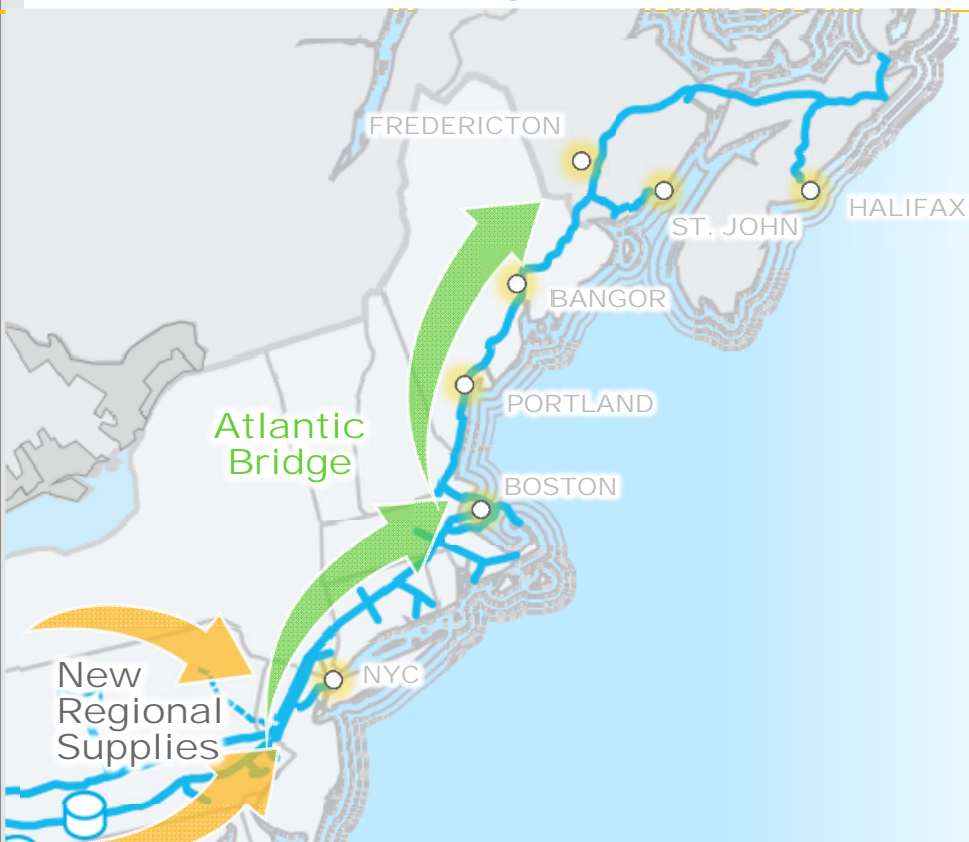 FREDERICTON
HALIFAX
ST. JOHN
BANGOR
PORTLAND
Atlantic
Bridge
BOSTON
New
Regional
Supplies
NYC